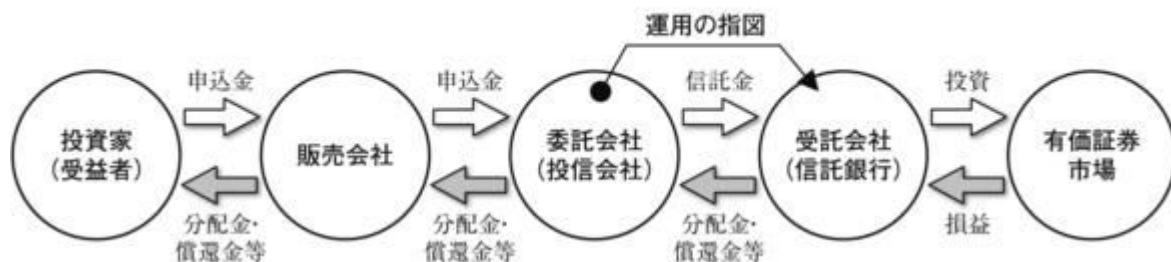 運用の指図
申込金
申込金
信託金
投資
投資家
(受益者)
販売会社
委託会社
(投信会社)
受託会社
(信託銀行)
有価証券
市場
分配金・
償還金等
分配金・
償還金等
分配金・
償還金等
損益